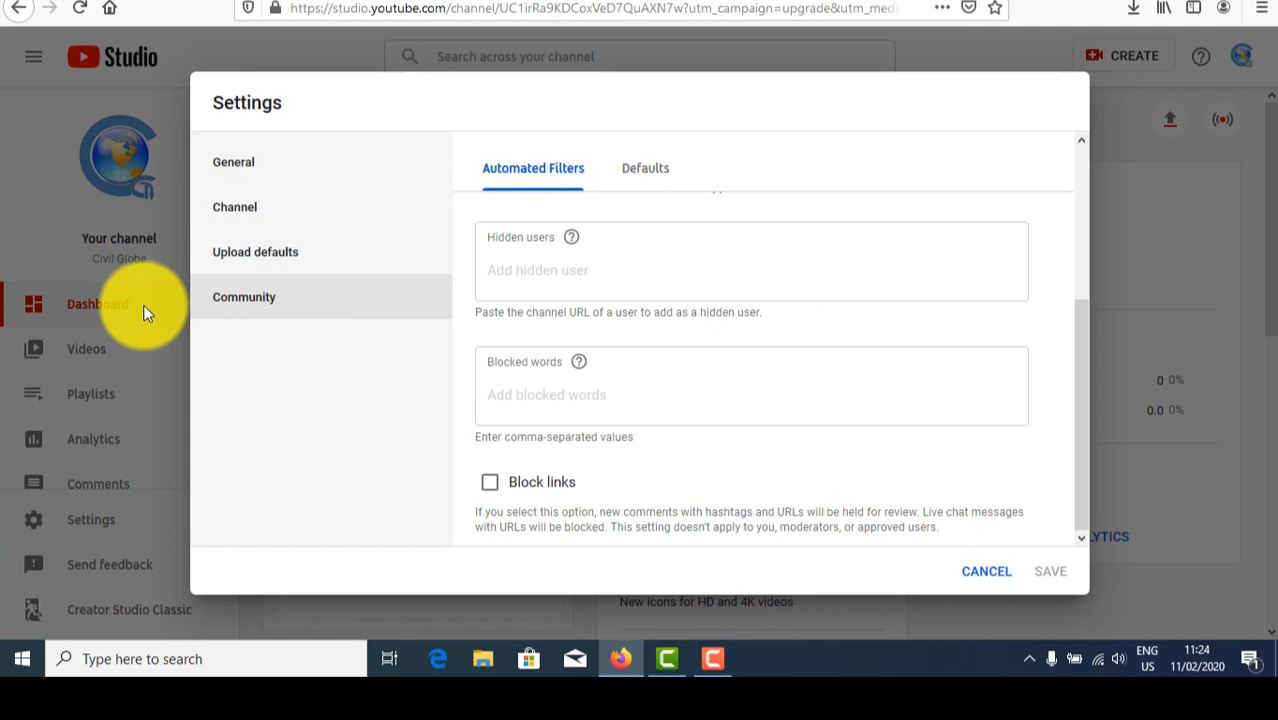 https://studio.youtube.com/channel/UC1irRa9KDCoxVeD7QuAXN7w?utm_campaign=upgrade&utm_medi
Studio
Search across your channel
CREATE
Settings
General
Channel
Upload defaults
Community
Automated Filters
Defaults
Hidden users
Add hidden user
Paste the channel URL of a user to add as a hidden user.
Blocked words
Add blocked words
Enter comma-separated values
Block links
If you select this option, new comments with hashtags and URLs will be held for review. Live chat messages
with URLs will be blocked. This setting doesn't apply to you, moderators, or approved users.
CANCEL
SAVE
Your channel
Civil Globe
Dashboard
Videos
Playlists
Analytics
Comments
Settings
Send feedback
Creator Studio Classic
0 0%
0.0 0%
LYTICS
New icons for HD and 4K videos
Type here to search
ENG
US
11:24
11/02/2020
1